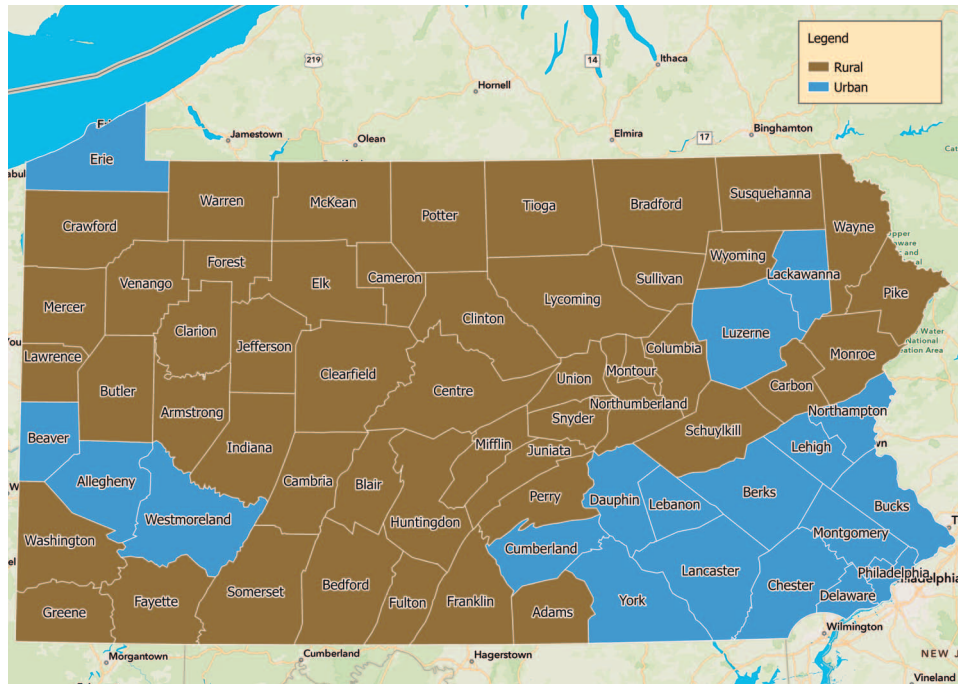 Legend
Rural
Urban
219
14
Ithaca
Hornell
Jamestown
Olean
Elmira
17
Binghamton
Erie
Warren
McKean
Potter
Tioga
Bradford
Susquehanna
Wayne
Crawford
Forest
Venango
Elk
Cameron
Sullivan
Wyoming
Lackawanna
Pike
Mercer
Clarion
Jefferson
Clinton
Lycoming
Luzerne
Columbia
Monroe
Lawrence
Butler
Clearfield
Centre
Union
Montour
Carbon
Armstrong
Snyder
Northumberland
Northampton
Beaver
Indiana
Mifflin
Juniata
Schuylkill
Lehigh
Allegheny
Cambria
Blair
Perry
Dauphin
Lebanon
Berks
Bucks
Westmoreland
Huntingdon
Cumberland
Montgomery
Washington
Lancaster
Philadelphia
Greene
Fayette
Somerset
Bedford
Fulton
Franklin
Adams
York
Chester
Delaware
Wilmington
Morgantown
Cumberland
Hagerstown
NEW J
Vineland